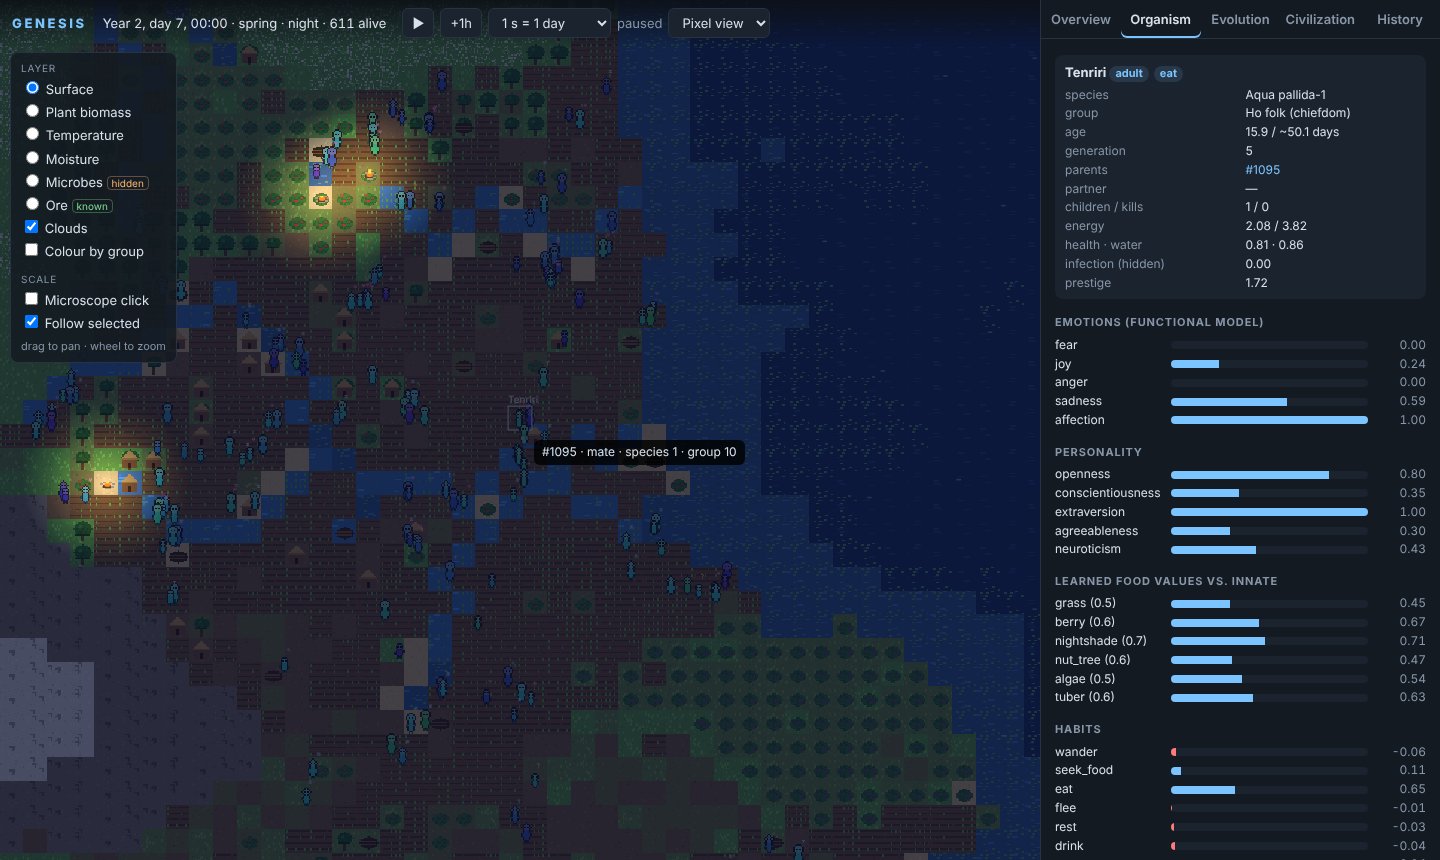 GENESIS Year 2, day 7, 00:00 · spring · night · 611 alive ▶ +1h 1 s = 1 day paused Pixel view
Overview Organism Evolution Civilization History
LAYER
Surface
Plant biomass
Temperature
Moisture
Microbes hidden
Ore known
Clouds
Colour by group
SCALE
Microscope click
Follow selected
drag to pan · wheel to zoom
Tenriri
#1095 · mate · species 1 · group 10
Tenriri adult eat
species Aqua pallida-1
group Ho folk (chiefdom)
age 15.9 / ~50.1 days
generation 5
parents #1095
partner —
children / kills 1 / 0
energy 2.08 / 3.82
health · water 0.81 · 0.86
infection (hidden) 0.00
prestige 1.72
EMOTIONS (FUNCTIONAL MODEL)
fear 0.00
joy 0.24
anger 0.00
sadness 0.59
affection 1.00
PERSONALITY
openness 0.80
conscientiousness 0.35
extraversion 1.00
agreeableness 0.30
neuroticism 0.43
LEARNED FOOD VALUES VS. INNATE
grass (0.5) 0.45
berry (0.6) 0.67
nightshade (0.7) 0.71
nut_tree (0.6) 0.47
algae (0.5) 0.54
tuber (0.6) 0.63
HABITS
wander -0.06
seek_food 0.11
eat 0.65
flee -0.01
rest -0.03
drink -0.04